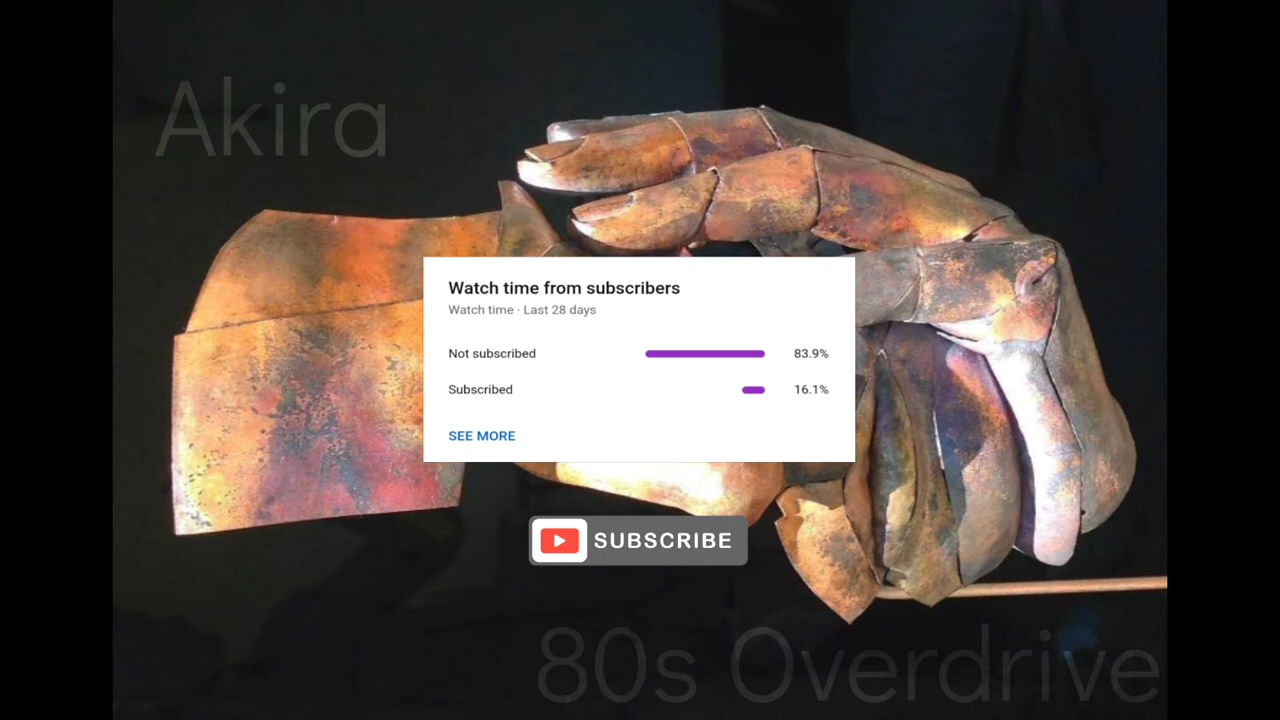 Akira
Watch time from subscribers
Watch time · Last 28 days
Not subscribed 83.9%
Subscribed 16.1%
SEE MORE
SUBSCRIBE
80s Overdrive